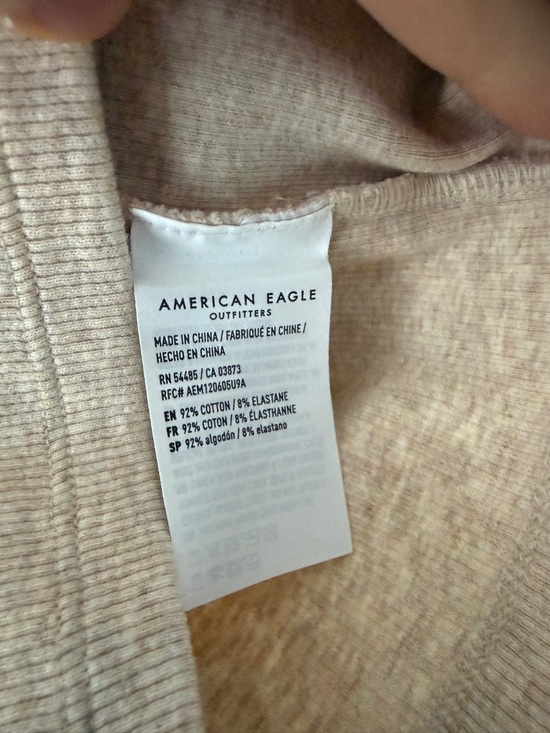 AMERICAN EAGLE
OUTFITTERS
MADE IN CHINA / FABRIQUÉ EN CHINE /
HECHO EN CHINA
RN 54485 / CA 03873
RFC# AEM120605U9A
EN 92% COTTON / 8% ELASTANE
FR 92% COTON / 8% ÉLASTHANNE
SP 92% algodón / 8% elastano